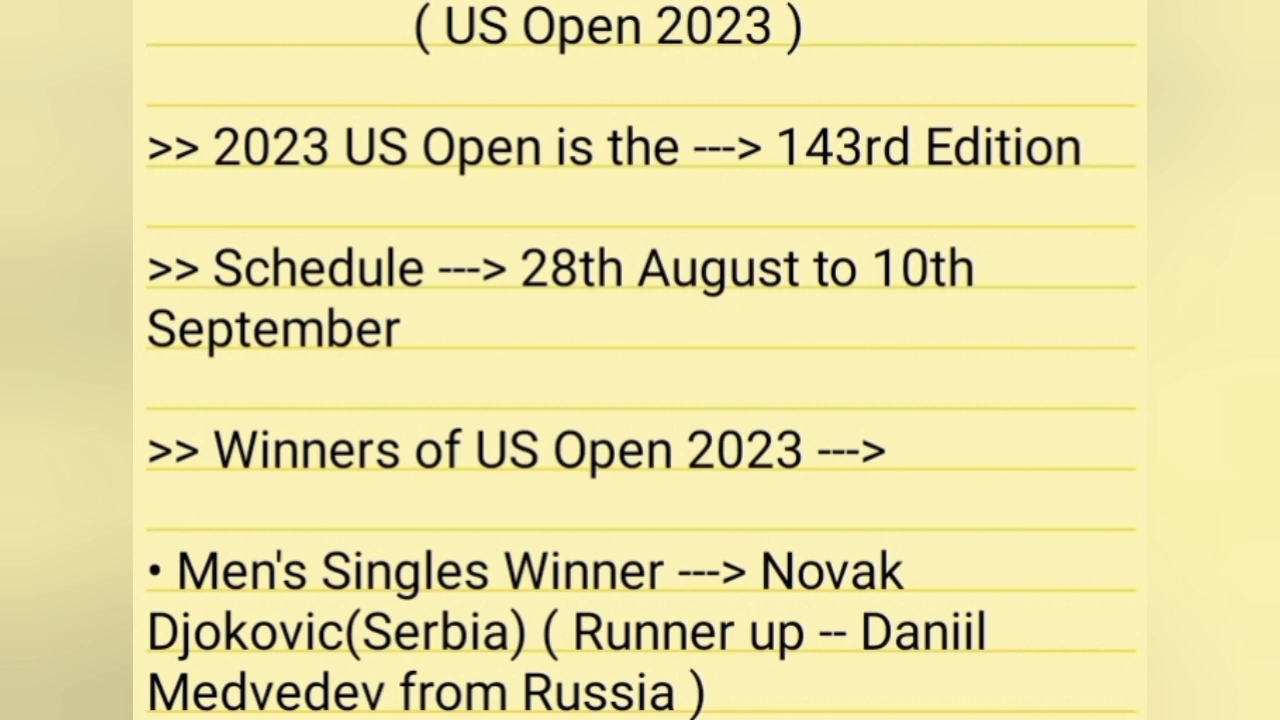 ( US Open 2023 )
>> 2023 US Open is the ---> 143rd Edition
>> Schedule ---> 28th August to 10th
September
>> Winners of US Open 2023 --->
• Men's Singles Winner ---> Novak
Djokovic(Serbia) ( Runner up -- Daniil
Medvedev from Russia )